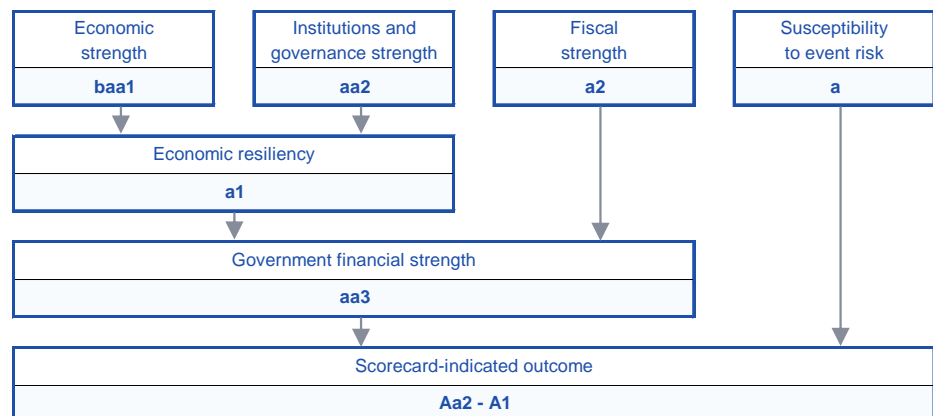 Economic
strength
baa1
Institutions and
governance strength
aa2
Fiscal
strength
a2
Susceptibility
to event risk
a
Economic resiliency
a1
Government financial strength
aa3
Scorecard-indicated outcome
Aa2 - A1